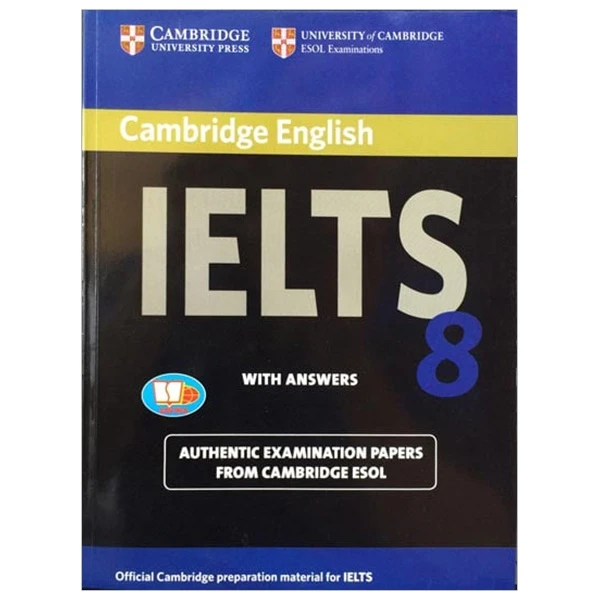 CAMBRIDGE
UNIVERSITY PRESS
UNIVERSITY of CAMBRIDGE
ESOL Examinations
Cambridge English
IELTS
8
WITH ANSWERS
AUTHENTIC EXAMINATION PAPERS
FROM CAMBRIDGE ESOL
Official Cambridge preparation material for IELTS